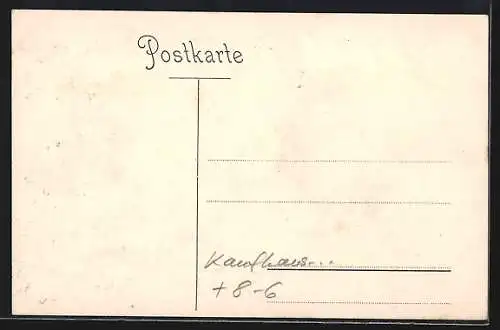 Postkarte
Kaufhaus...
+ 8-6